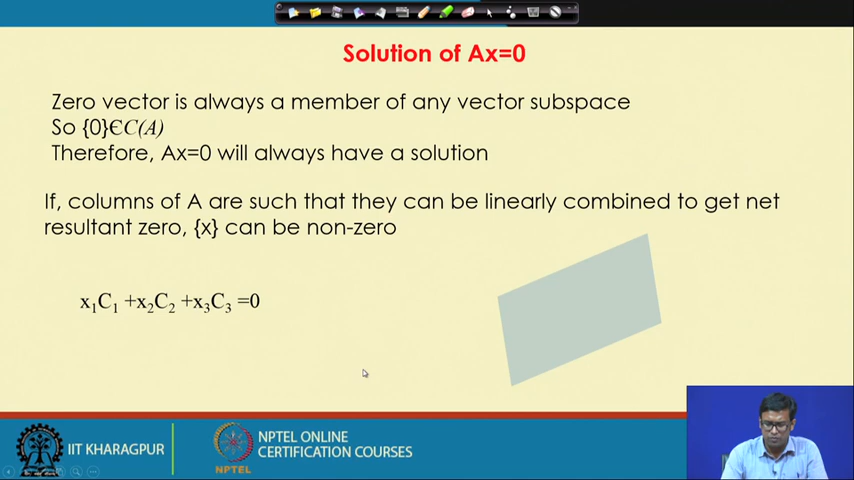 Solution of Ax=0
Zero vector is always a member of any vector subspace
So {0}ЄC(A)
Therefore, Ax=0 will always have a solution
If, columns of A are such that they can be linearly combined to get net
resultant zero, {x} can be non-zero
x₁C₁ +x₂C₂ +x₃C₃ =0
IIT KHARAGPUR
NPTEL
NPTEL ONLINE
CERTIFICATION COURSES